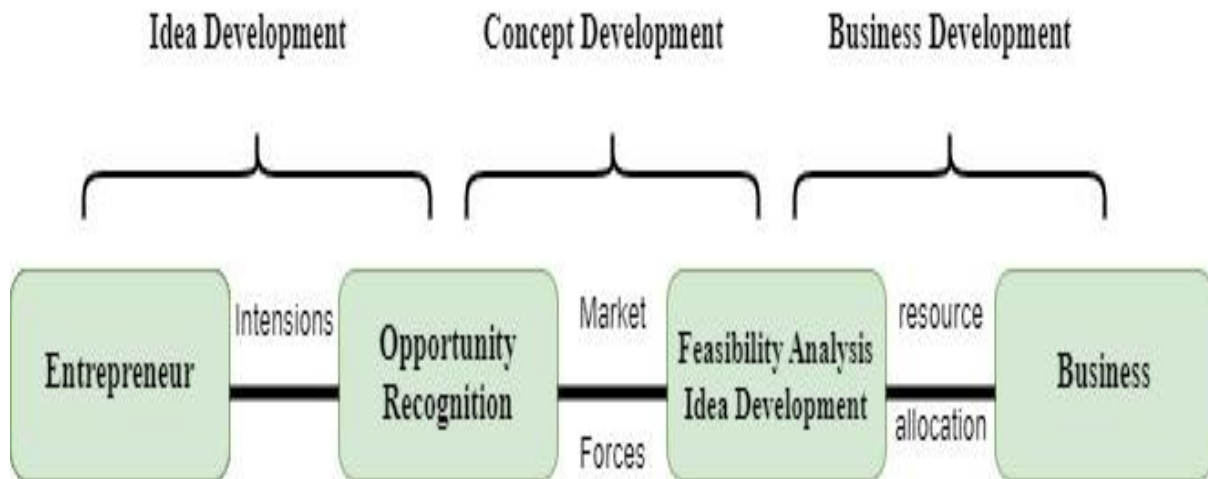 Idea Development
Concept Development
Business Development
Entrepreneur
Intensions
Opportunity
Recognition
Market
Forces
Feasibility Analysis
Idea Development
resource
allocation
Business